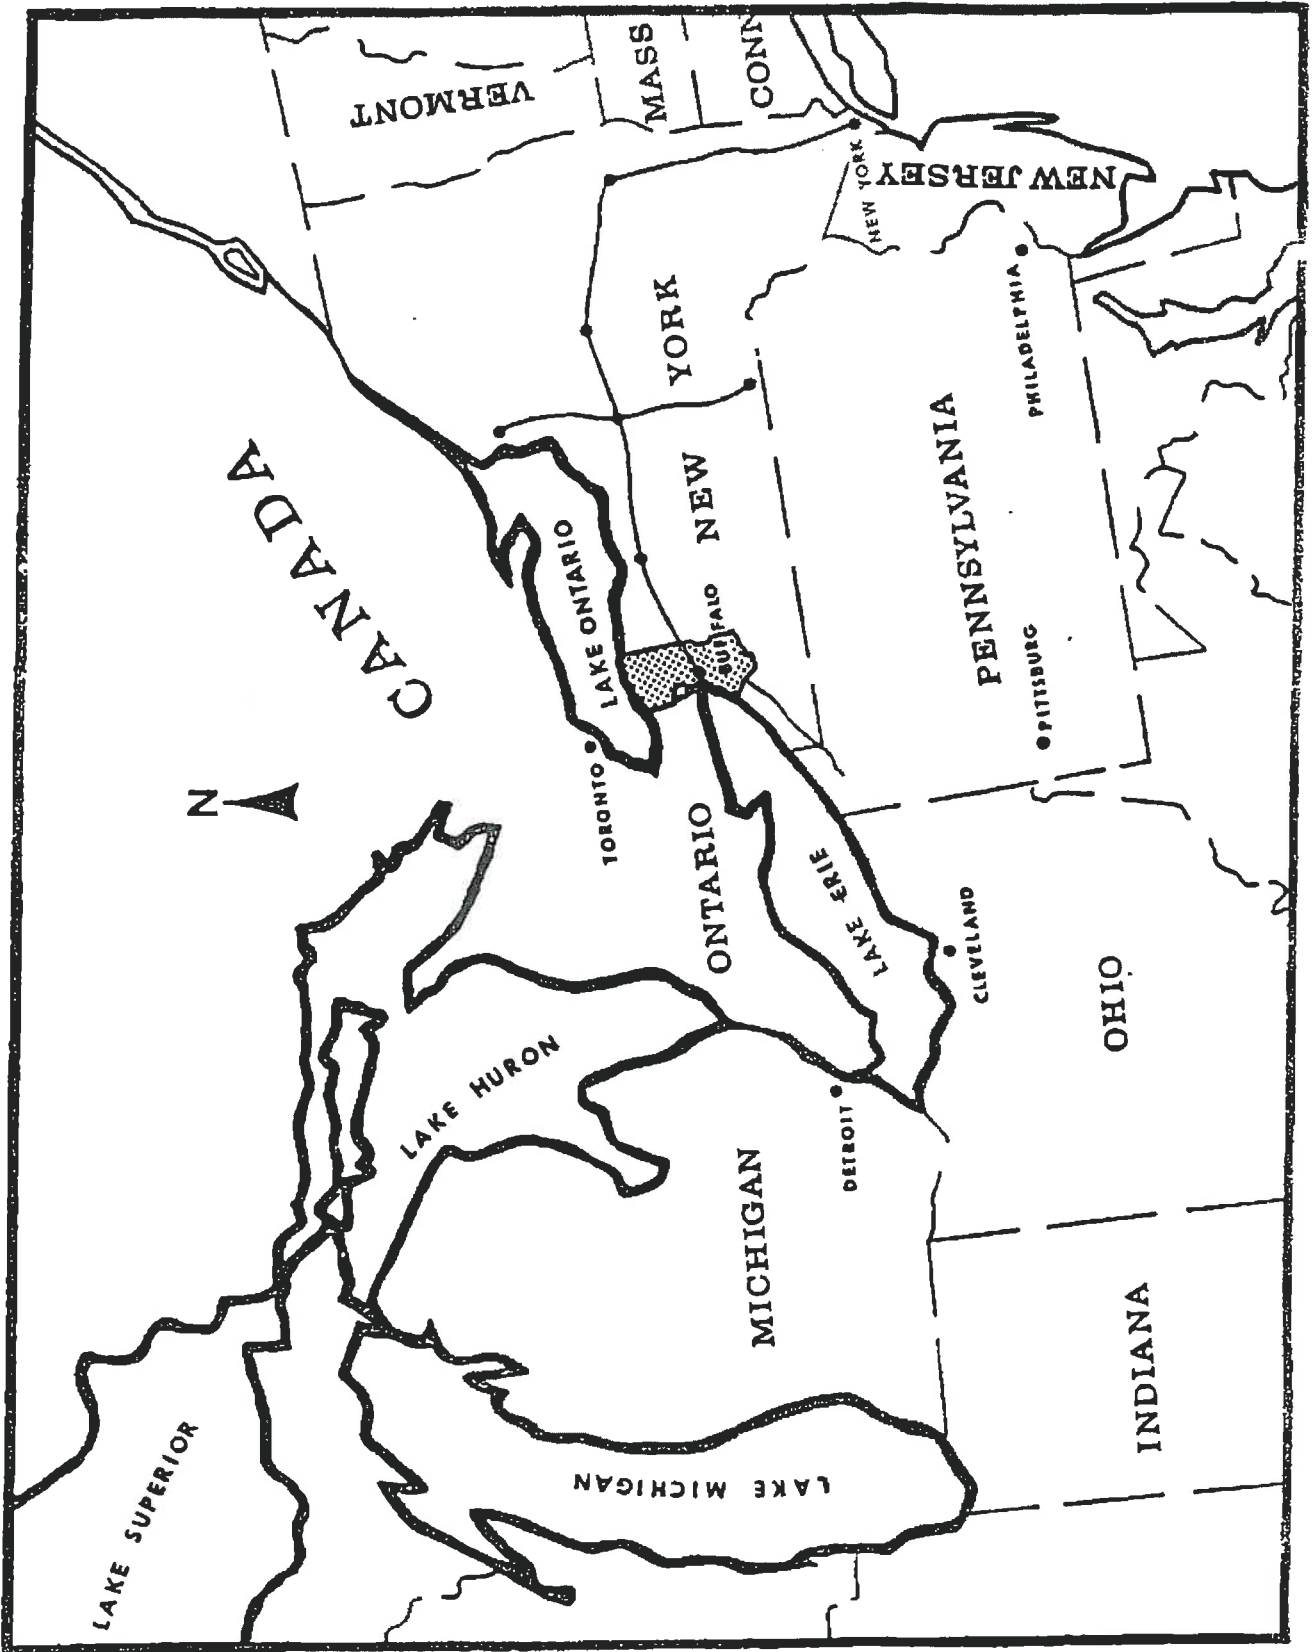 CANADA
N
VERMONT
MASS
CONN
NEW YORK
NEW YORK
NEW JERSEY
LAKE ONTARIO
BUFFALO
TORONTO
ONTARIO
LAKE ERIE
PENNSYLVANIA
PHILADELPHIA
PITTSBURG
CLEVELAND
OHIO
LAKE HURON
DETROIT
MICHIGAN
LAKE MICHIGAN
LAKE SUPERIOR
INDIANA